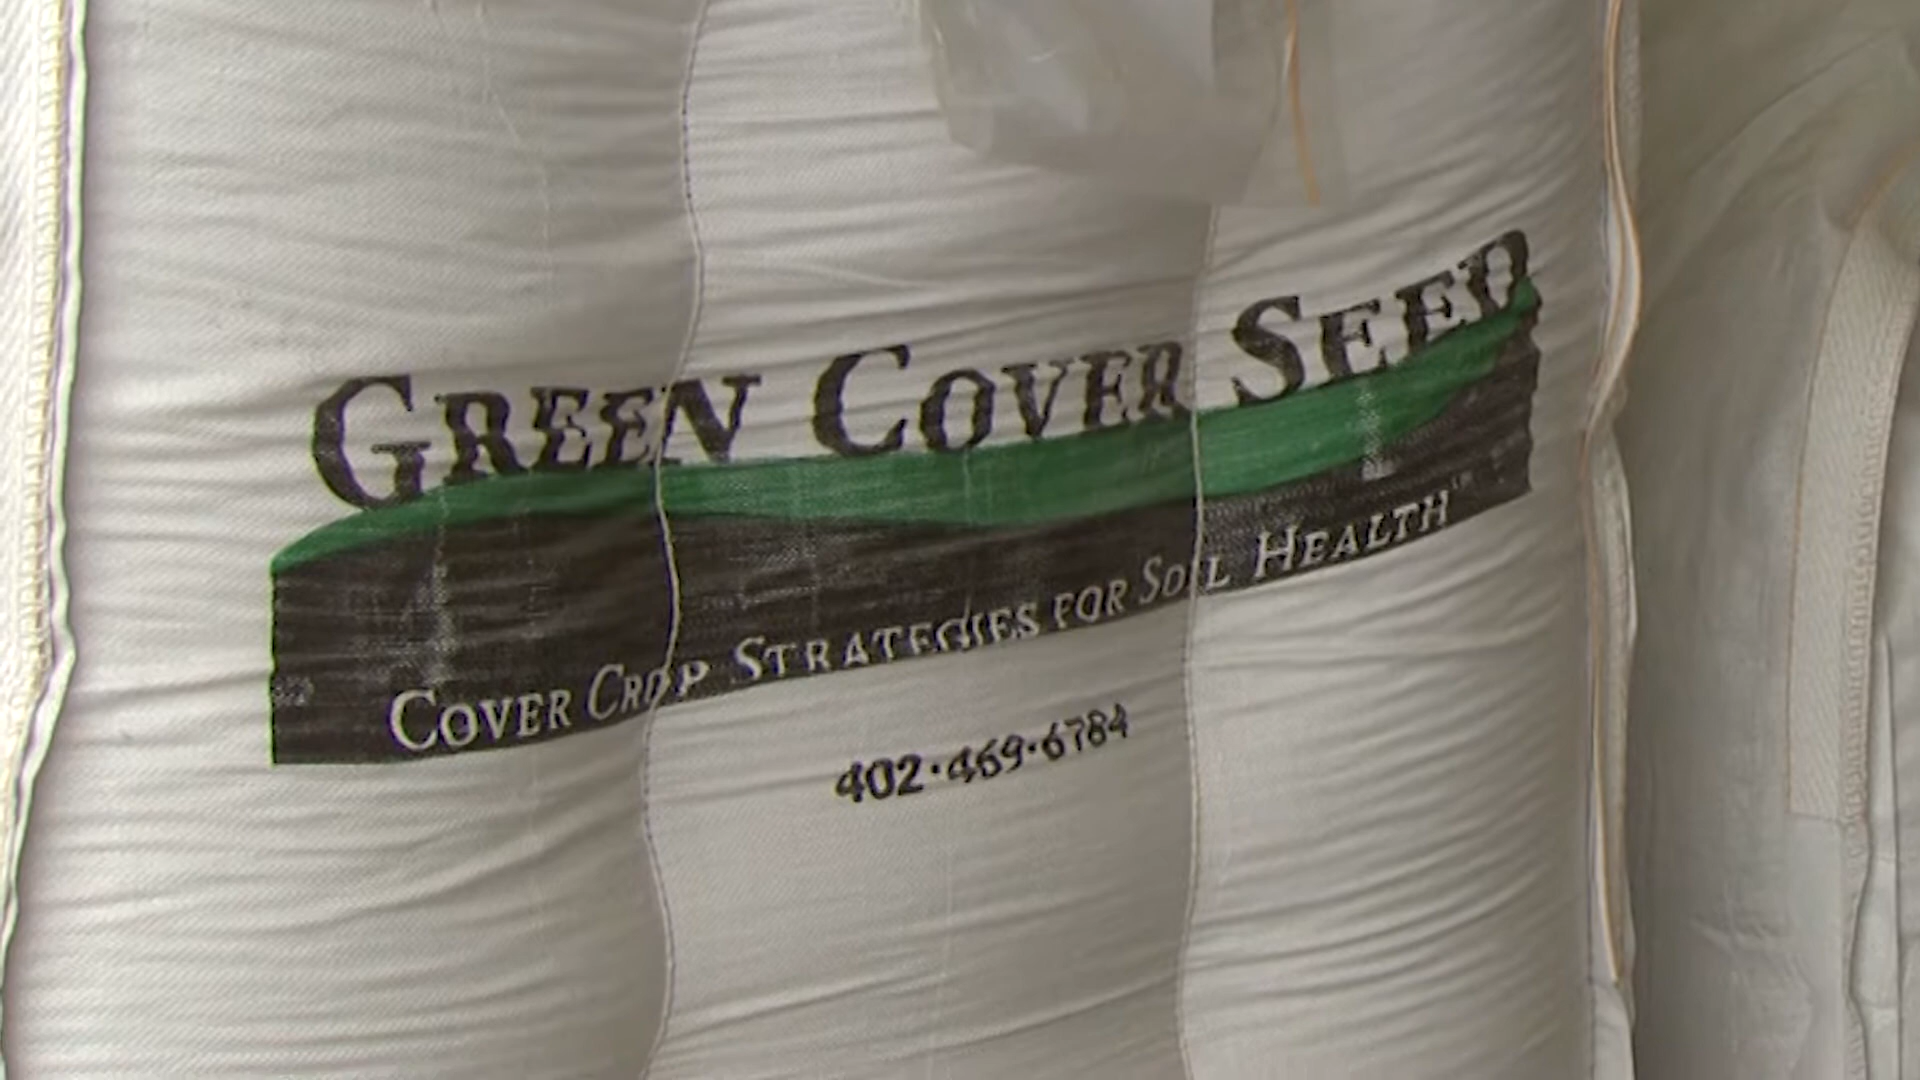 GREEN COVER SEED
COVER CROP STRATEGIES FOR SOIL HEALTH
402·469·6784